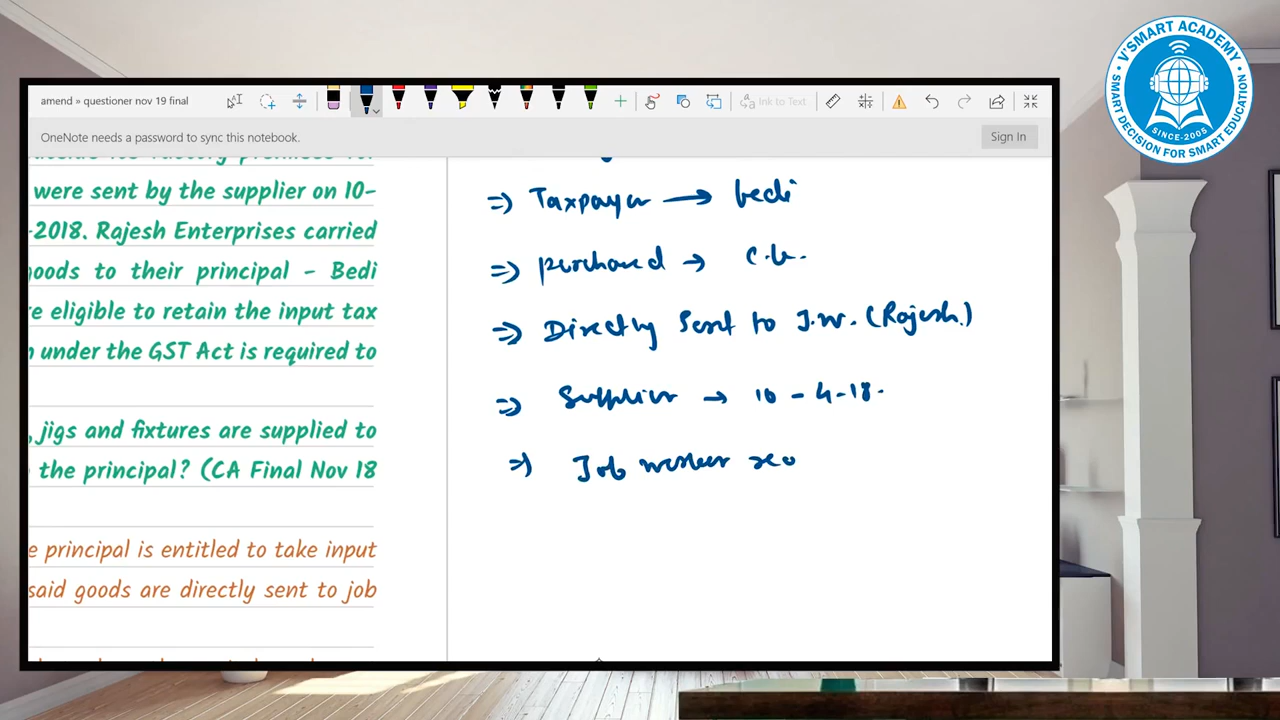 V'SMART ACADEMY
SMART DECISION FOR SMART EDUCATION
SINCE-2005
amend » questioner nov 19 final
Ink to Text
OneNote needs a password to sync this notebook.
Sign In
were sent by the supplier on 10-
-2018. Rajesh Enterprises carried
goods to their principal – Bedi
e eligible to retain the input tax
n under the GST Act is required to
, jigs and fixtures are supplied to
the principal? (CA Final Nov 18
e principal is entitled to take input
said goods are directly sent to job
⇒ Taxpayer → bedi
⇒ purchased → C.G.
⇒ Directly sent to J.W. (Rajesh)
⇒ Supplier → 10-4-18.
⇒ Job worker